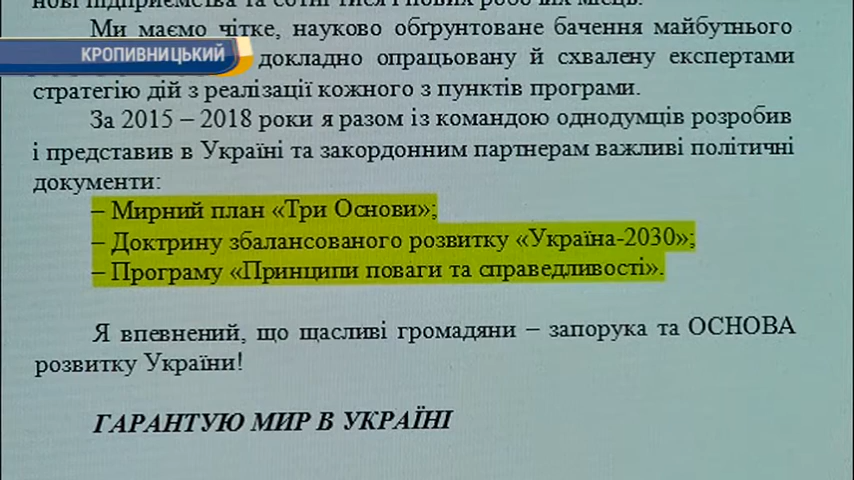 нові підприємства та сотні тисяч нових робочих місць.
Ми маємо чітке, науково обґрунтоване бачення майбутнього
КРОПИВНИЦЬКИЙ
докладно опрацьовану й схвалену експертами
стратегію дій з реалізації кожного з пунктів програми.
За 2015 – 2018 роки я разом із командою однодумців розробив
і представив в Україні та закордонним партнерам важливі політичні
документи:
– Мирний план «Три Основи»;
– Доктрину збалансованого розвитку «Україна-2030»;
– Програму «Принципи поваги та справедливості».
Я впевнений, що щасливі громадяни – запорука та ОСНОВА
розвитку України!
ГАРАНТУЮ МИР В УКРАЇНІ